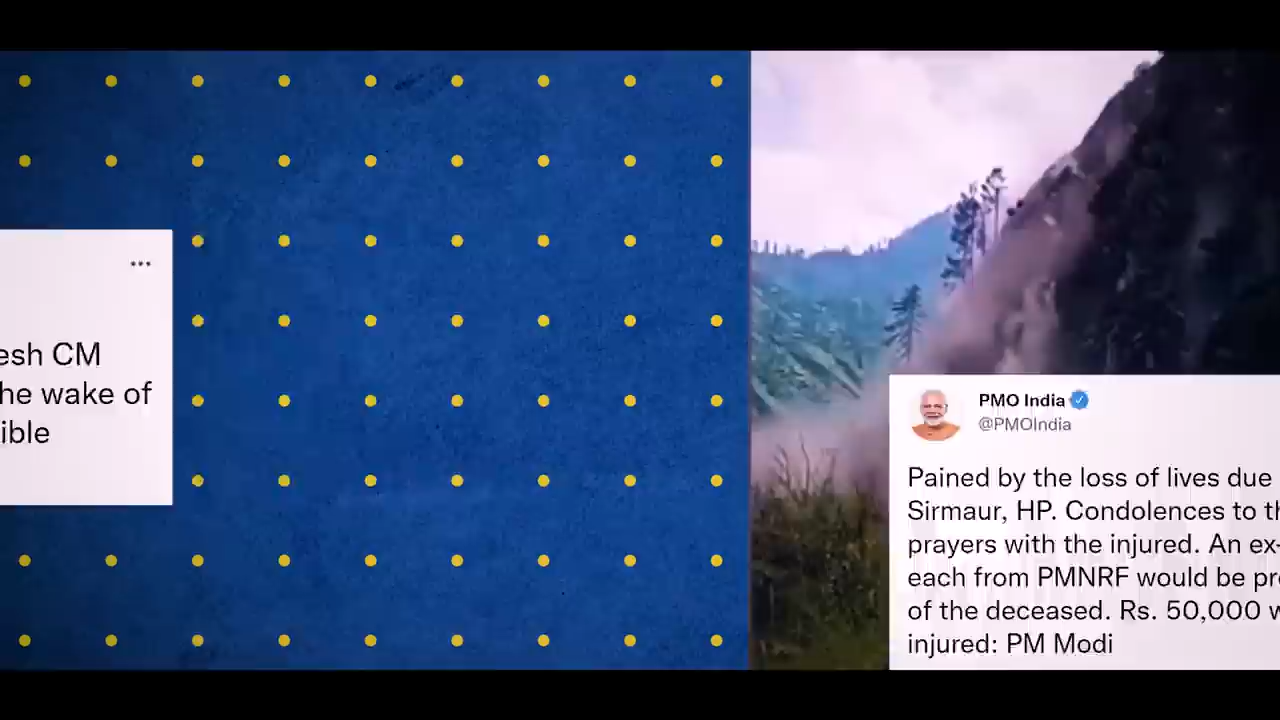 ...
esh CM
he wake of
ible
PMO India
@PMOIndia
Pained by the loss of lives due
Sirmaur, HP. Condolences to th
prayers with the injured. An ex-
each from PMNRF would be pr
of the deceased. Rs. 50,000 w
injured: PM Modi